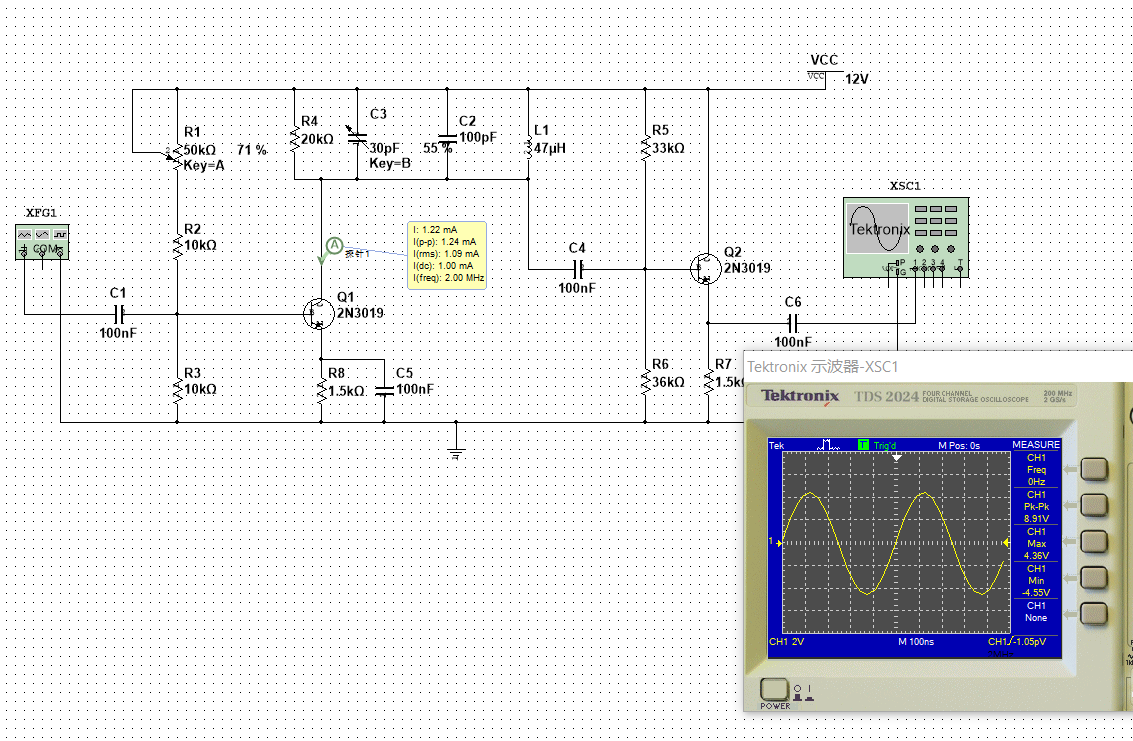 VCC
VCC
12V
R1
50kΩ
Key=A
71 %
R4
20kΩ
C3
30pF
Key=B
55 %
C2
100pF
L1
47µH
R5
33kΩ
XSC1
Tektronix
P
G
1 2 3 4
T
XFG1
COM
R2
10kΩ
A
探针1
I: 1.22 mA
I(p-p): 1.24 mA
I(rms): 1.09 mA
I(dc): 1.00 mA
I(freq): 2.00 MHz
C4
100nF
Q2
2N3019
C1
100nF
Q1
2N3019
C6
100nF
R3
10kΩ
R8
1.5kΩ
C5
100nF
R6
36kΩ
R7
1.5kΩ
Tektronix 示波器-XSC1
Tektronix
TDS 2024
FOUR CHANNEL
DIGITAL STORAGE OSCILLOSCOPE
200 MHz
2 GS/s
Tek
T Trig'd
M Pos: 0s
MEASURE
CH1
Freq
0Hz
CH1
Pk-Pk
8.91V
CH1
Max
4.36V
CH1
Min
-4.55V
CH1
None
1
CH1 2V
M 100ns
CH1/-1.05pV
POWER